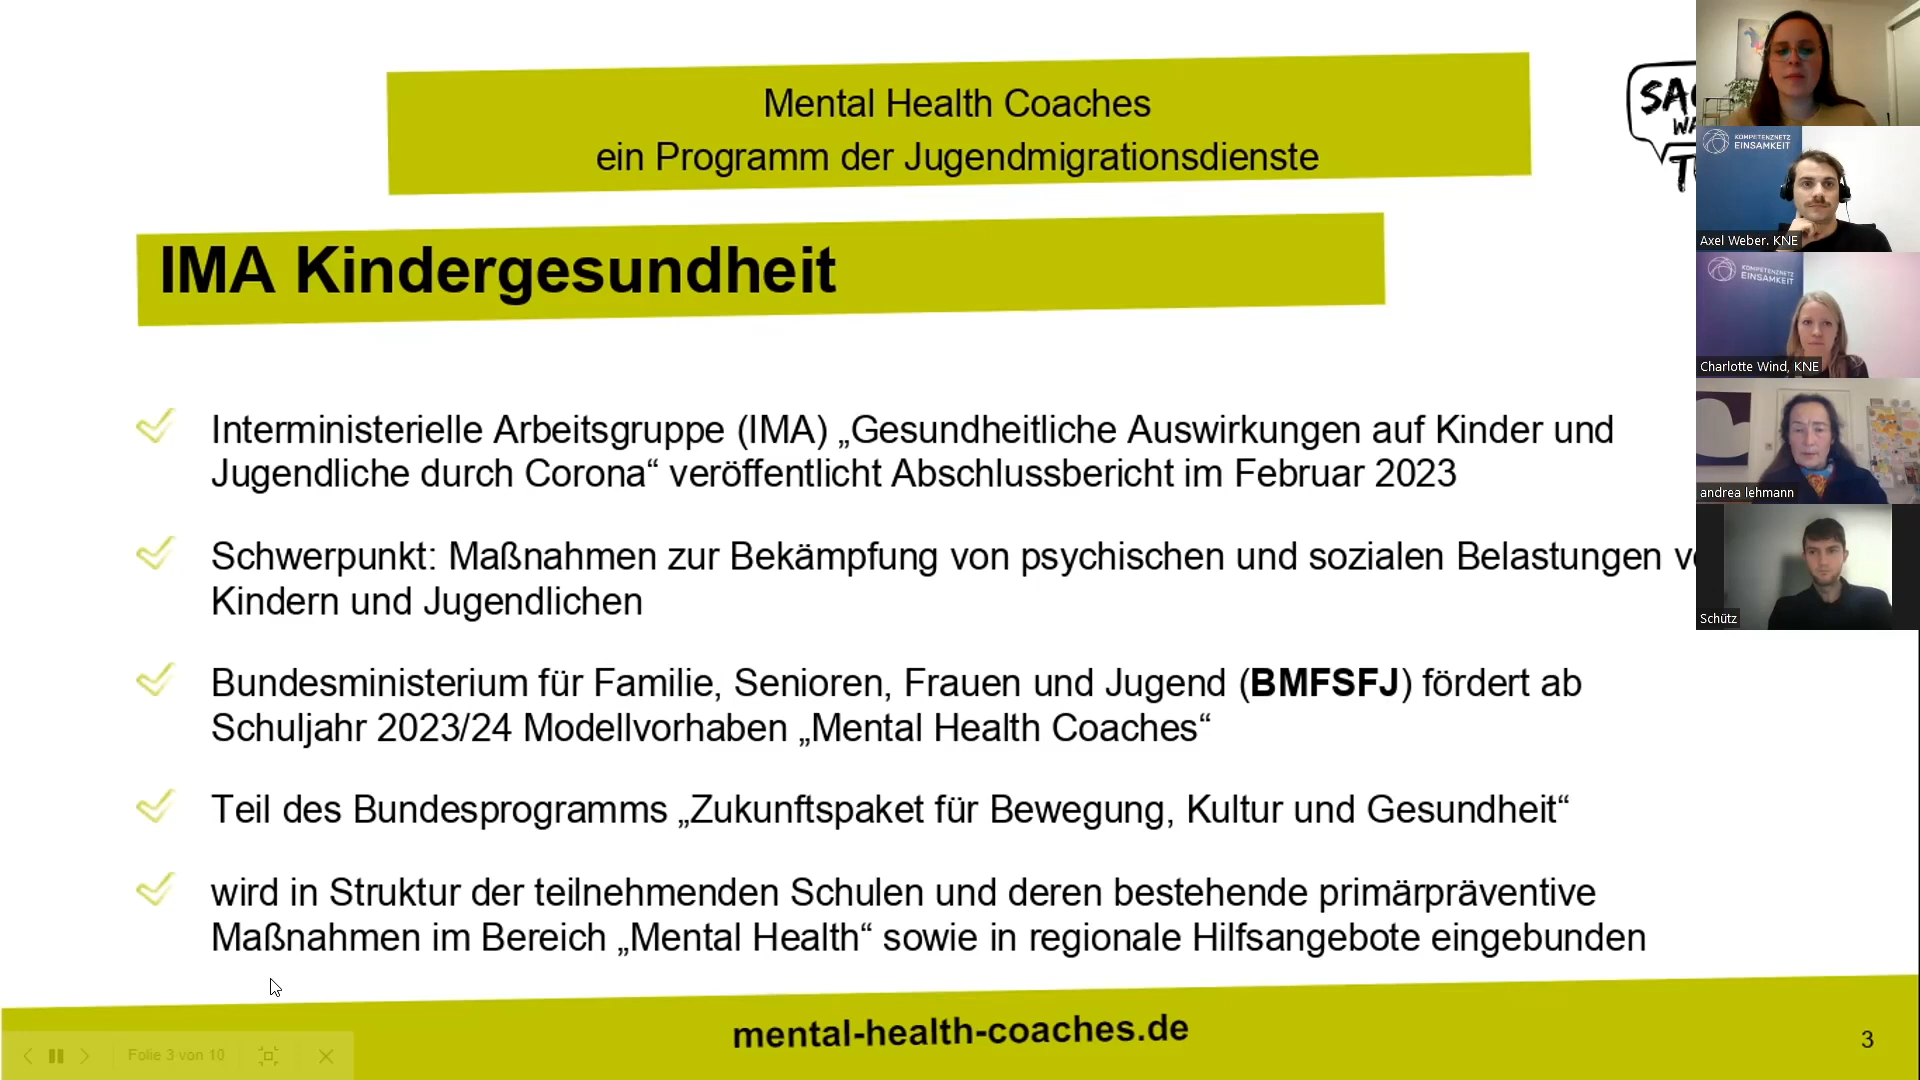 Mental Health Coaches
ein Programm der Jugendmigrationsdienste
IMA Kindergesundheit
Interministerielle Arbeitsgruppe (IMA) „Gesundheitliche Auswirkungen auf Kinder und
Jugendliche durch Corona“ veröffentlicht Abschlussbericht im Februar 2023
Schwerpunkt: Maßnahmen zur Bekämpfung von psychischen und sozialen Belastungen
Kindern und Jugendlichen
Bundesministerium für Familie, Senioren, Frauen und Jugend (BMFSFJ) fördert ab
Schuljahr 2023/24 Modellvorhaben „Mental Health Coaches“
Teil des Bundesprogramms „Zukunftspaket für Bewegung, Kultur und Gesundheit“
wird in Struktur der teilnehmenden Schulen und deren bestehende primärpräventive
Maßnahmen im Bereich „Mental Health“ sowie in regionale Hilfsangebote eingebunden
mental-health-coaches.de
3
Folie 3 von 10
KOMPETENZNETZ
EINSAMKEIT
Axel Weber. KNE
KOMPETENZNETZ
EINSAMKEIT
Charlotte Wind, KNE
andrea lehmann
Schütz